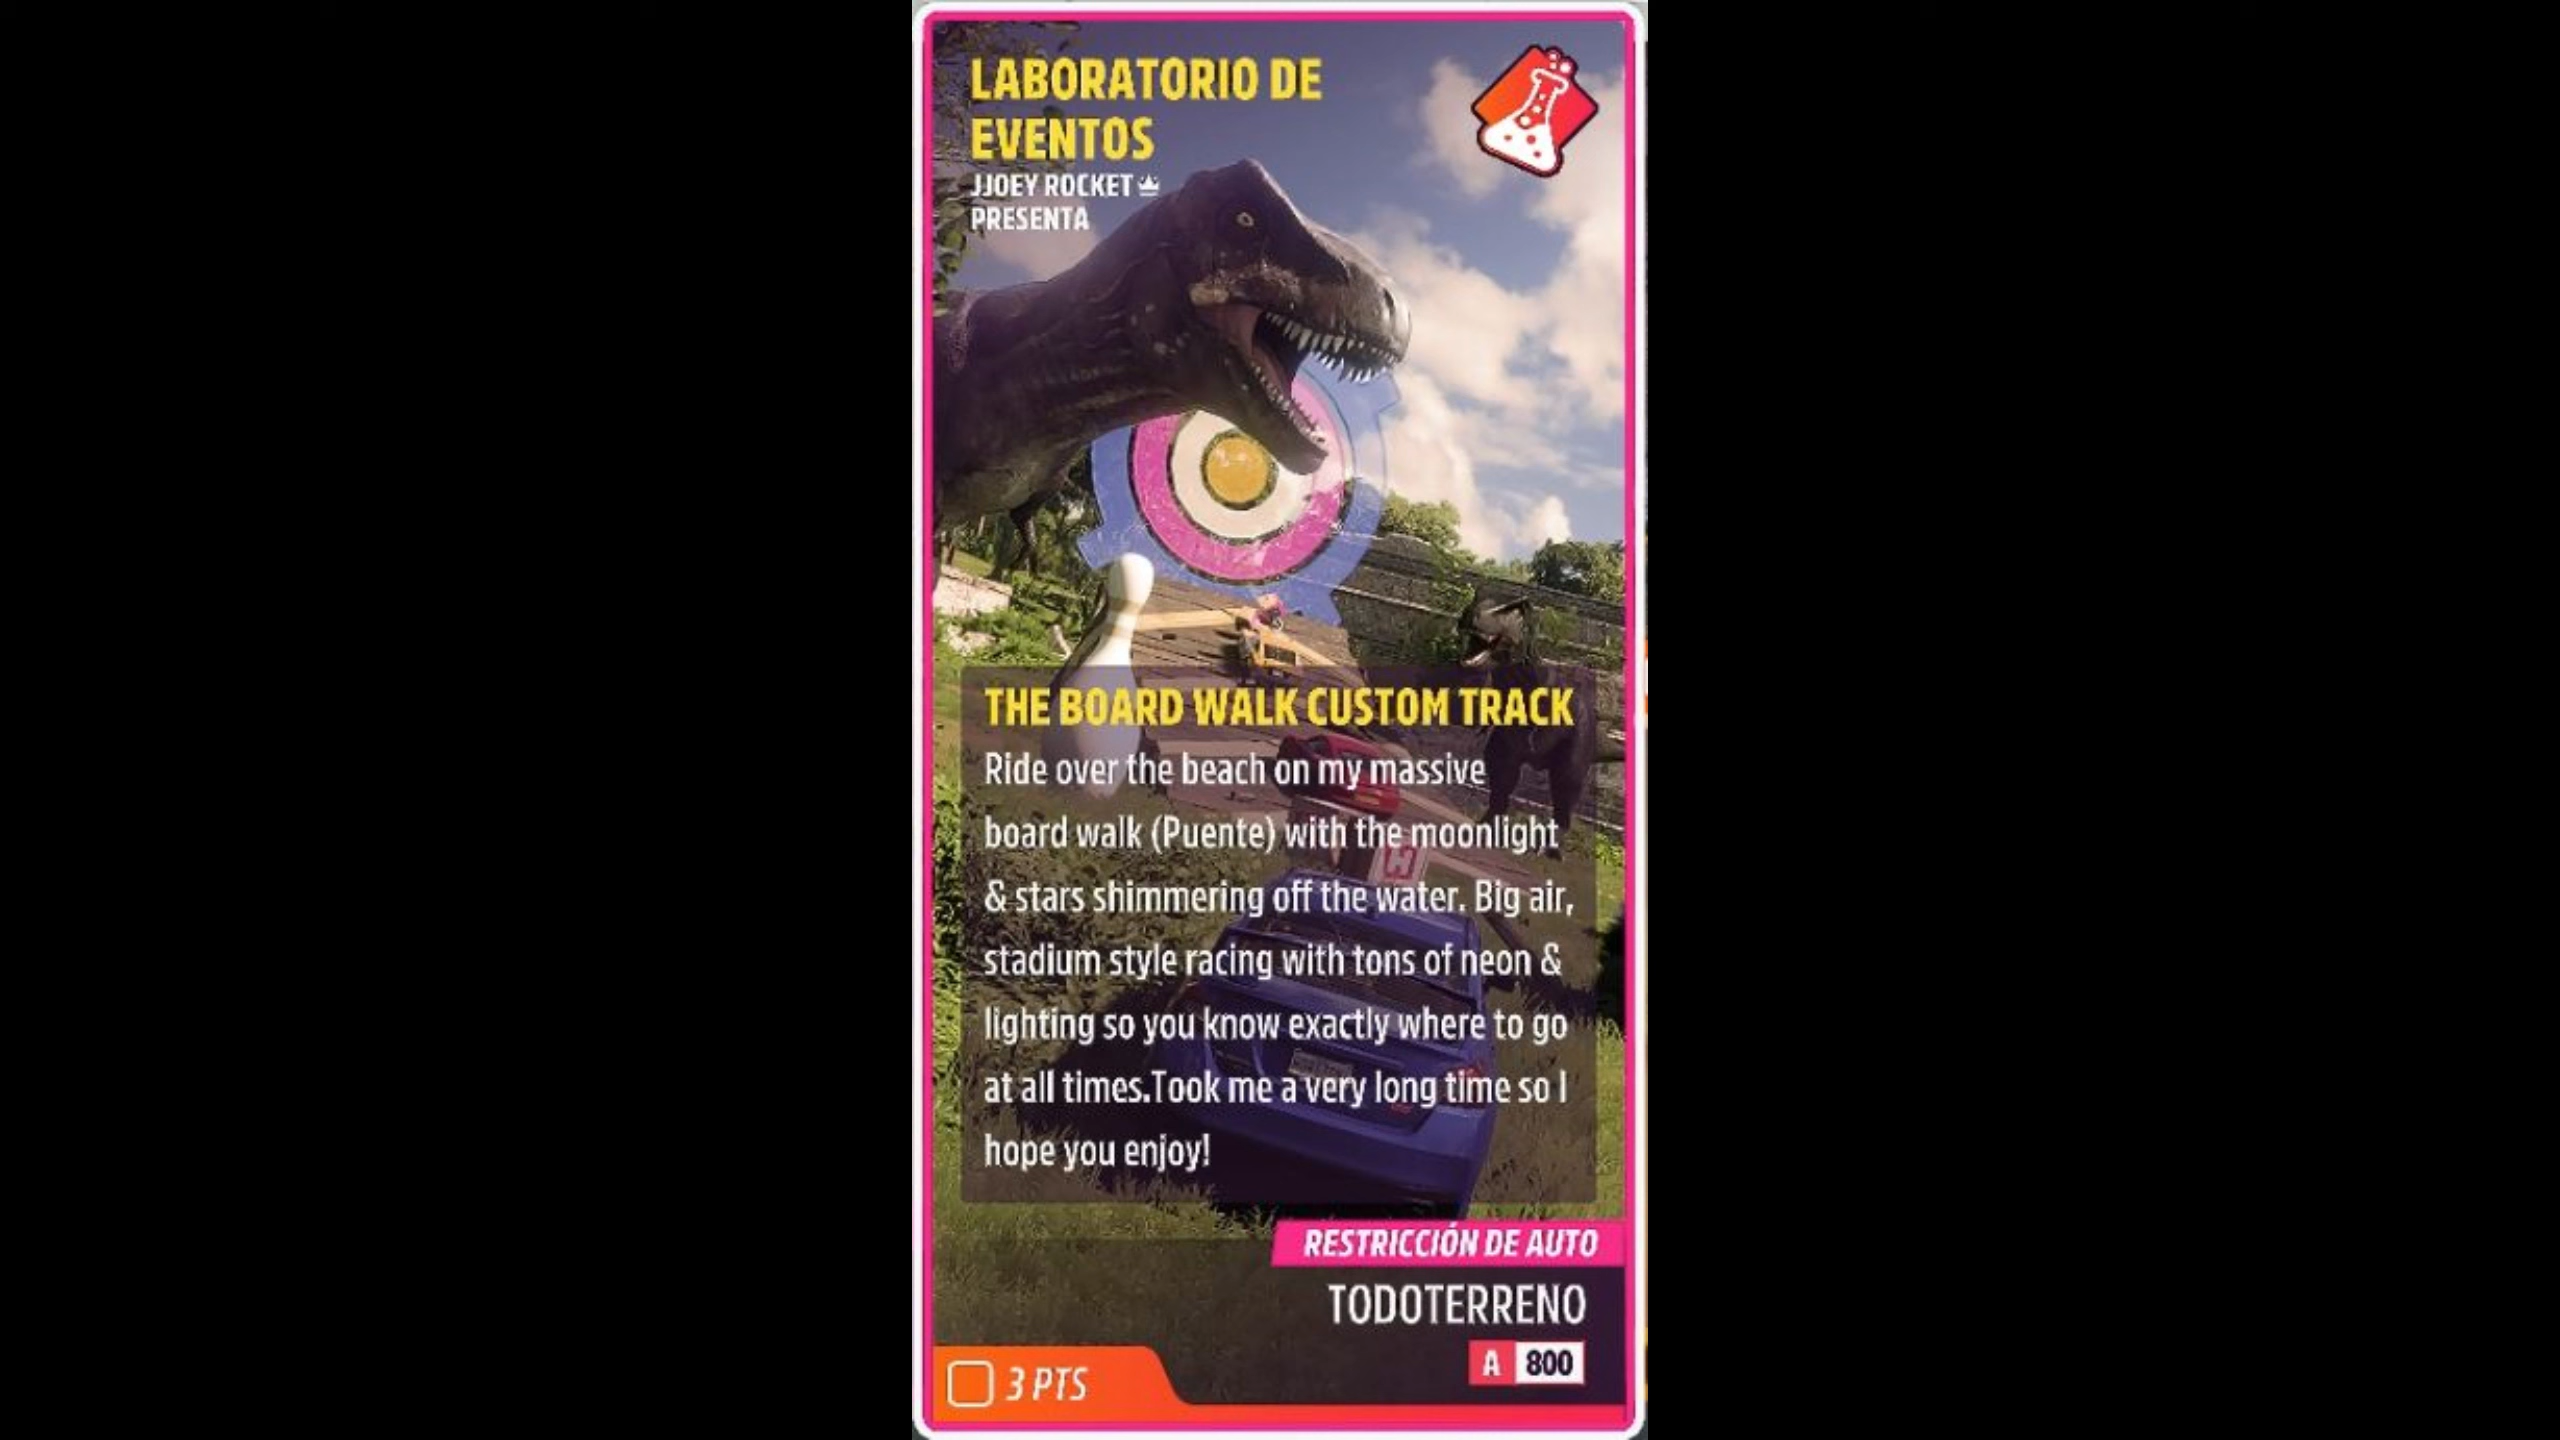 LABORATORIO DE
EVENTOS
JJOEY ROCKET
PRESENTA
THE BOARD WALK CUSTOM TRACK
Ride over the beach on my massive
board walk (Puente) with the moonlight
& stars shimmering off the water. Big air,
stadium style racing with tons of neon &
lighting so you know exactly where to go
at all times.Took me a very long time so I
hope you enjoy!
RESTRICCIÓN DE AUTO
TODOTERRENO
A 800
3 PTS